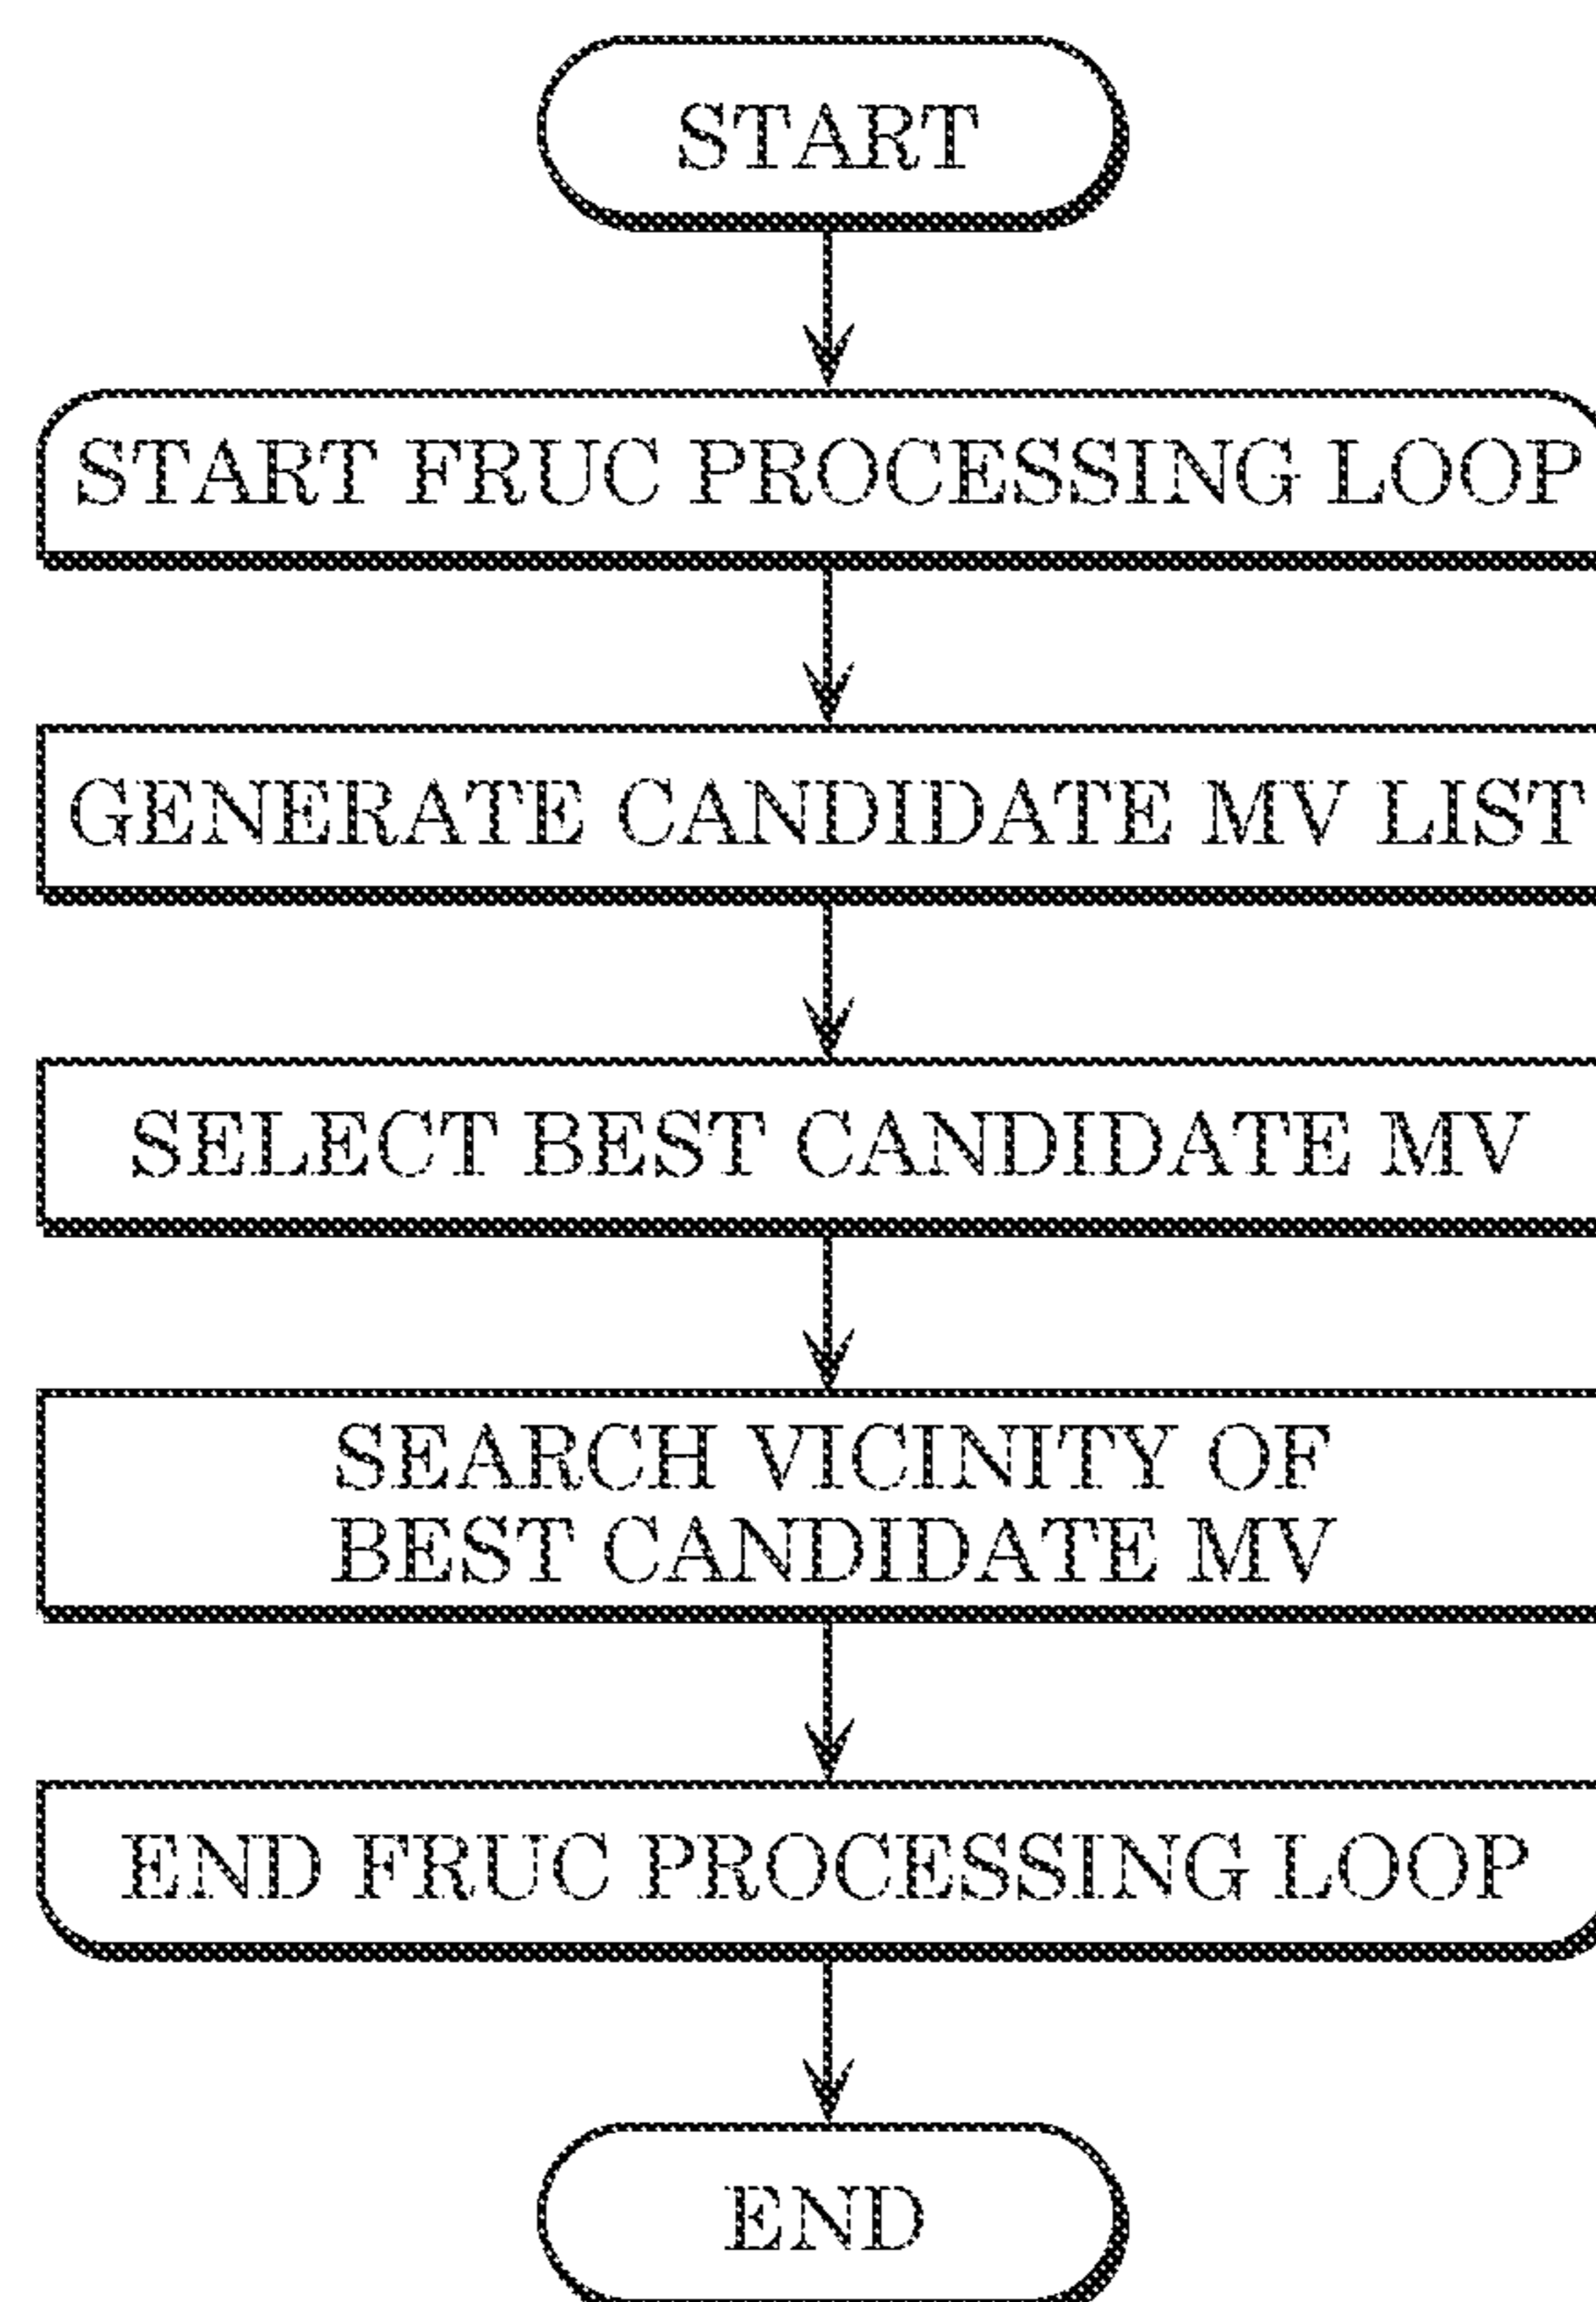 START
START FRUC PROCESSING LOOP
GENERATE CANDIDATE MV LIST
SELECT BEST CANDIDATE MV
SEARCH VICINITY OF
BEST CANDIDATE MV
END FRUC PROCESSING LOOP
END